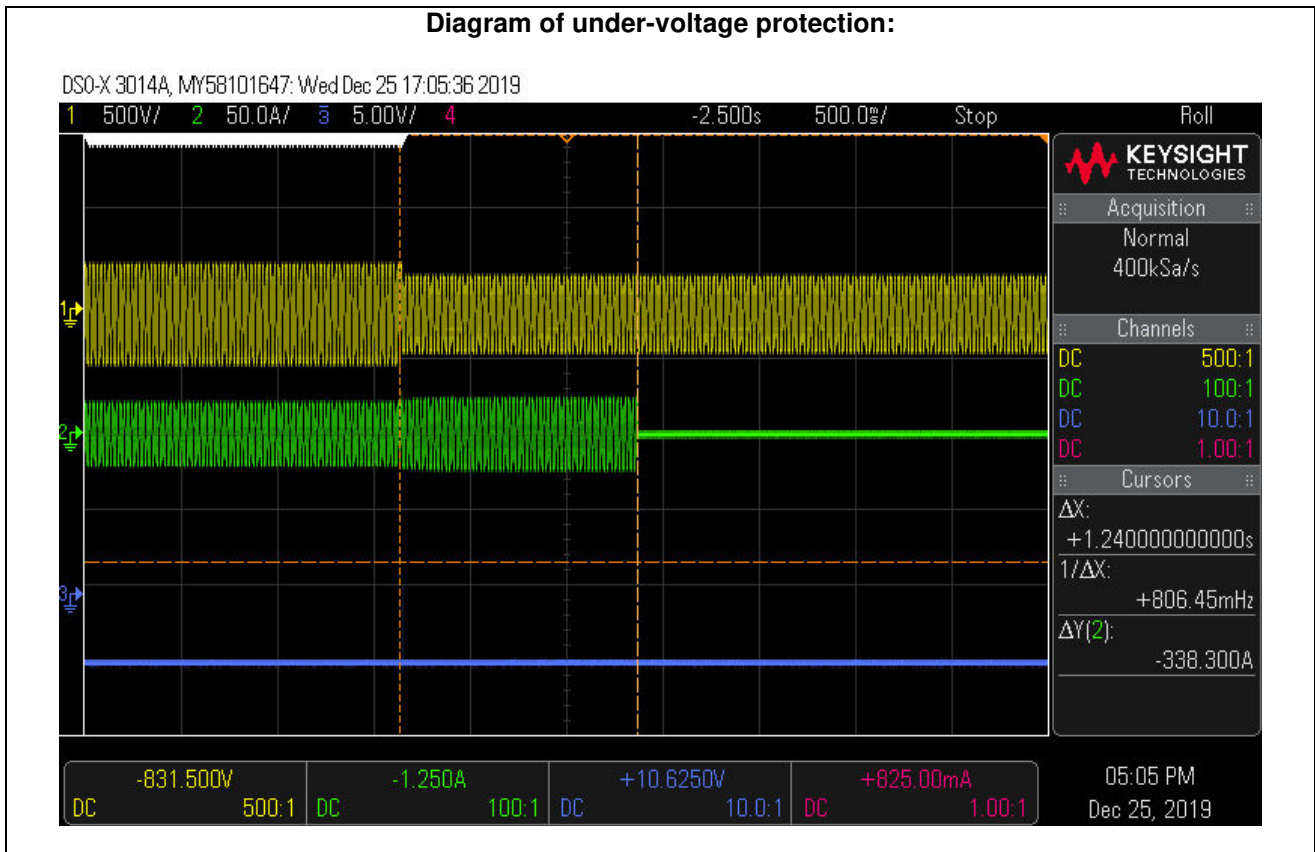 Diagram of under-voltage protection:
DSO-X 3014A, MY58101647: Wed Dec 25 17:05:36 2019
1 500V/ 2 50.0A/ 3 5.00V/ 4 -2.500s 500.0ms/ Stop Roll
KEYSIGHT
TECHNOLOGIES
Acquisition
Normal
400kSa/s
1
Channels
DC 500:1
DC 100:1
DC 10.0:1
DC 1.00:1
2
Cursors
ΔX:
+1.240000000000s
1/ΔX:
+806.45mHz
3
ΔY(2):
-338.300A
-831.500V -1.250A +10.6250V +825.00mA
DC 500:1 DC 100:1 DC 10.0:1 DC 1.00:1
05:05 PM
Dec 25, 2019